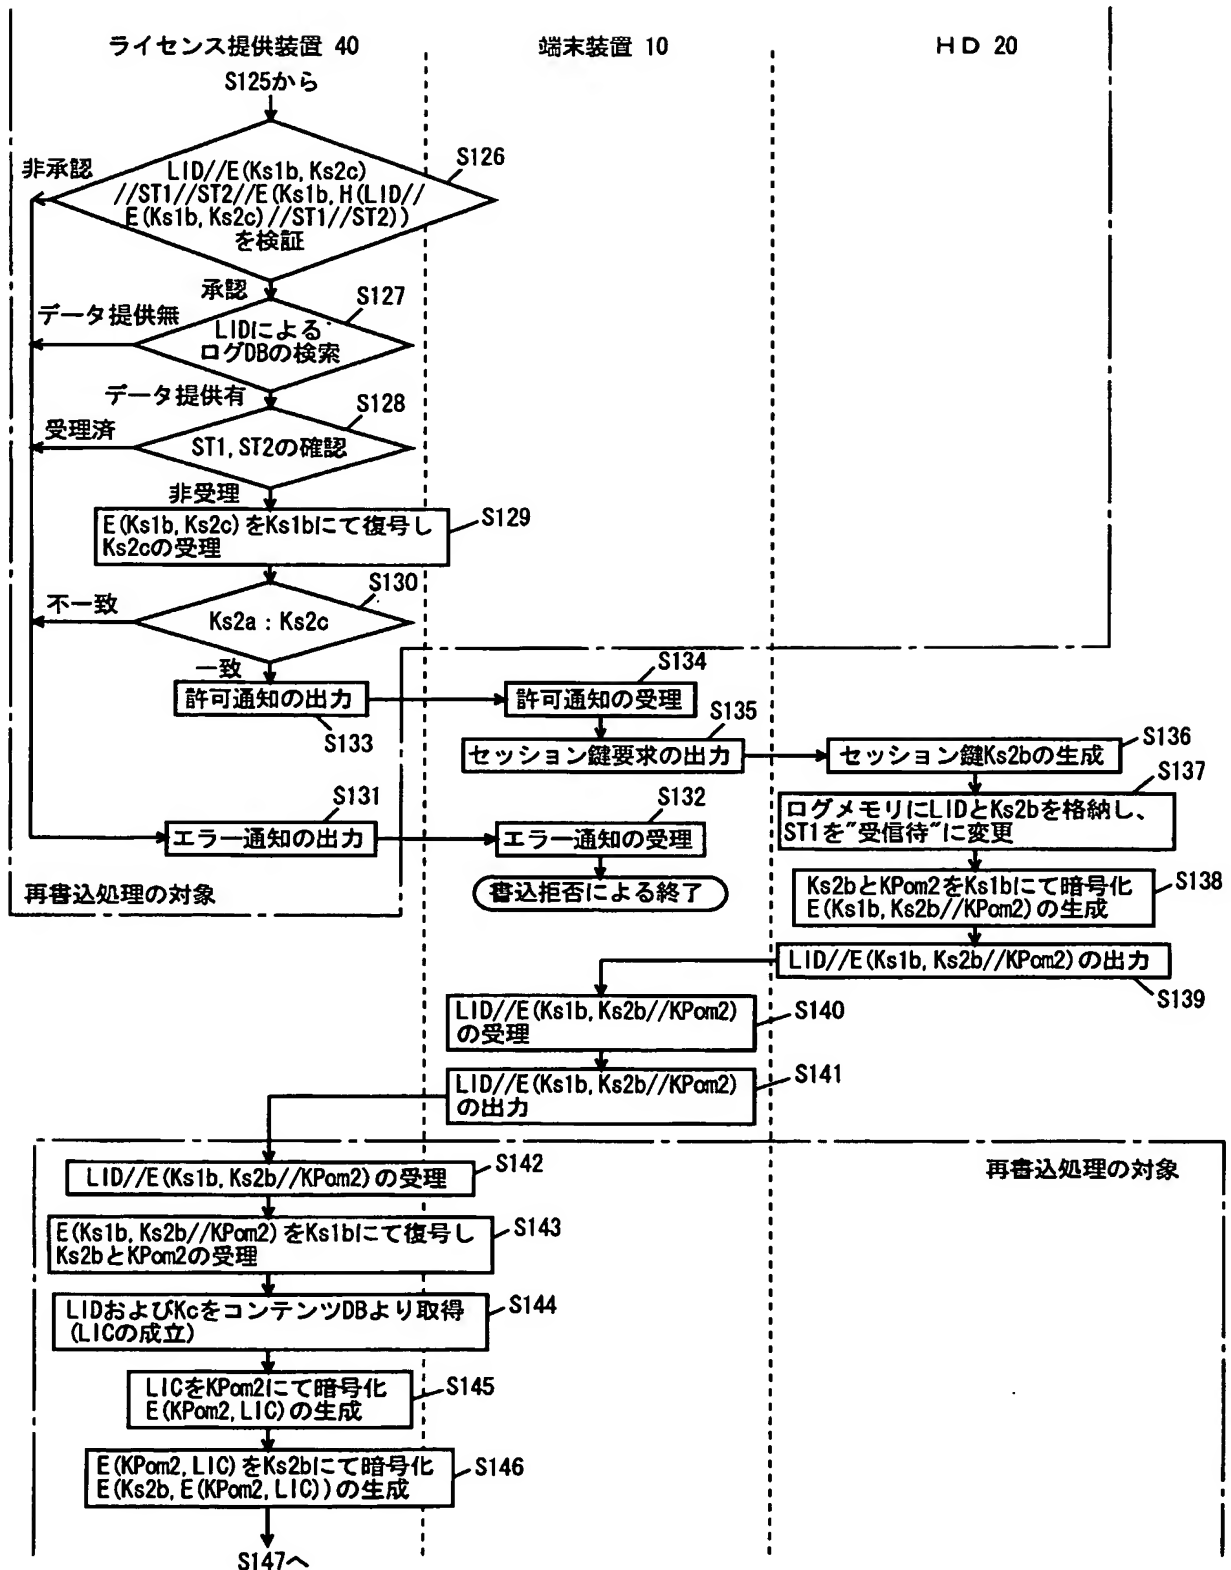 ライセンス提供装置 40
端末装置 10
HD 20
S125から
非承認
LID//E(Ks1b, Ks2c)
//ST1//ST2//E(Ks1b, H(LID//
E(Ks1b, Ks2c)//ST1//ST2))
を検証
S126
承認
データ提供無
LIDによる
ログDBの検索
S127
データ提供有
受理済
ST1, ST2の確認
S128
非受理
E(Ks1b, Ks2c)をKs1bにて復号し
Ks2cの受理
S129
不一致
Ks2a : Ks2c
S130
一致
許可通知の出力
S133
許可通知の受理
S134
セッション鍵要求の出力
S135
セッション鍵Ks2bの生成
S136
ログメモリにLIDとKs2bを格納し、
ST1を"受信待"に変更
S137
エラー通知の出力
S131
エラー通知の受理
S132
書込拒否による終了
再書込処理の対象
Ks2bとKPom2をKs1bにて暗号化
E(Ks1b, Ks2b//KPom2)の生成
S138
LID//E(Ks1b, Ks2b//KPom2)の出力
S139
LID//E(Ks1b, Ks2b//KPom2)
の受理
S140
LID//E(Ks1b, Ks2b//KPom2)
の出力
S141
再書込処理の対象
LID//E(Ks1b, Ks2b//KPom2)の受理
S142
E(Ks1b, Ks2b//KPom2)をKs1bにて復号し
Ks2bとKPom2の受理
S143
LIDおよびKcをコンテンツDBより取得
(LICの成立)
S144
LICをKPom2にて暗号化
E(KPom2, LIC)の生成
S145
E(KPom2, LIC)をKs2bにて暗号化
E(Ks2b, E(KPom2, LIC))の生成
S146
S147へ